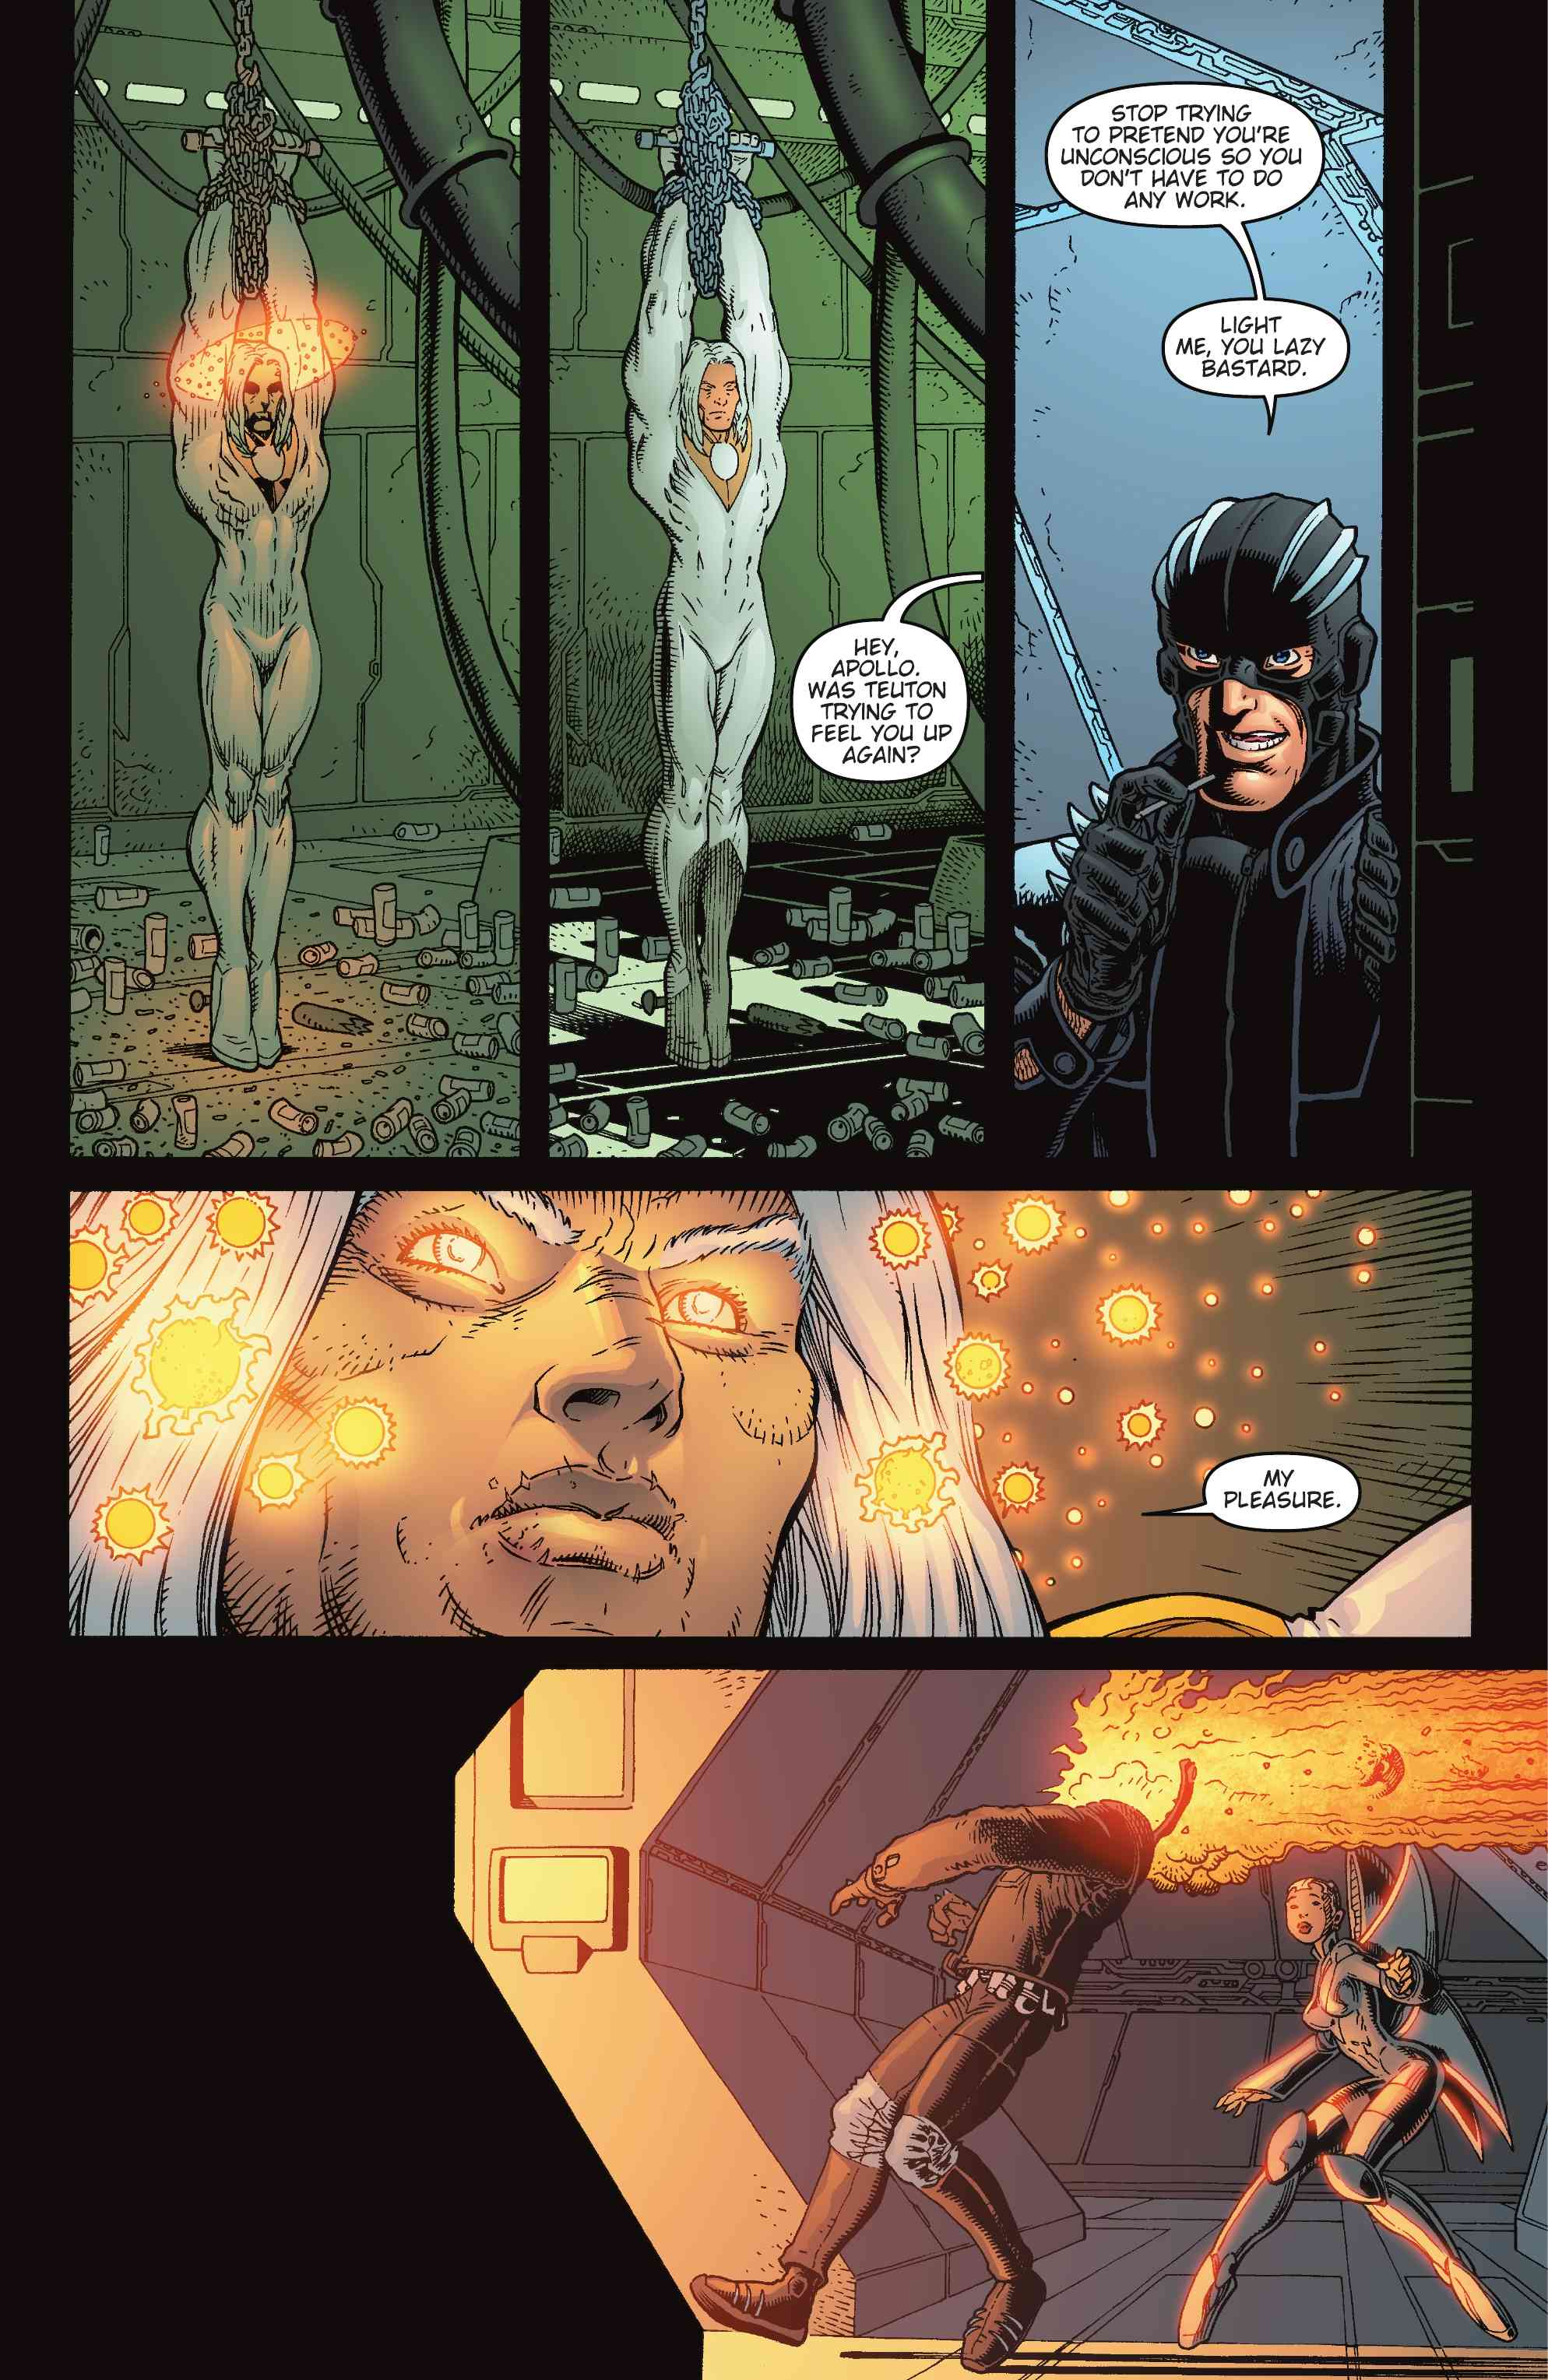 HEY,
APOLLO.
WAS TEUTON
TRYING TO
FEEL YOU UP
AGAIN?
STOP TRYING
TO PRETEND YOU'RE
UNCONSCIOUS SO YOU
DON'T HAVE TO DO
ANY WORK.
LIGHT
ME, YOU LAZY
BASTARD.
MY
PLEASURE.